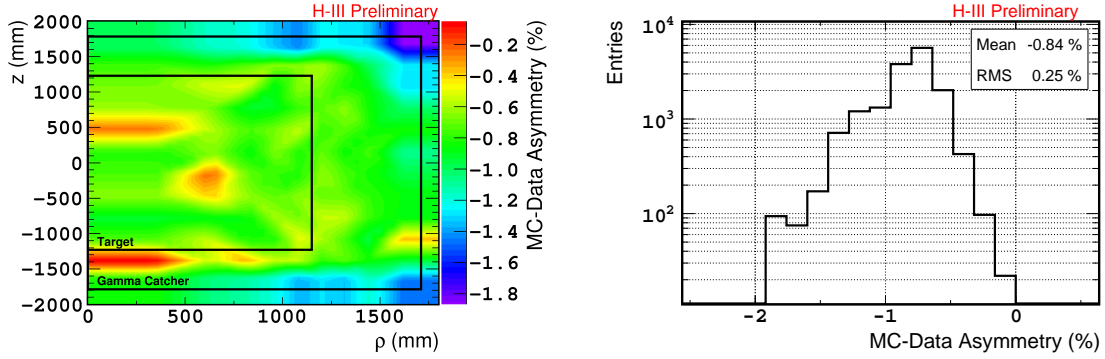 H-III Preliminary
z (mm)
2000
1500
1000
500
0
−500
−1000
−1500
−2000
Target
Gamma Catcher
0 500 1000 1500
ρ (mm)
−0.2
−0.4
−0.6
−0.8
−1.0
−1.2
−1.4
−1.6
−1.8
MC-Data Asymmetry (%)
H-III Preliminary
Entries
10⁴
10³
10²
Mean -0.84 %
RMS 0.25 %
−2 −1 0
MC-Data Asymmetry (%)